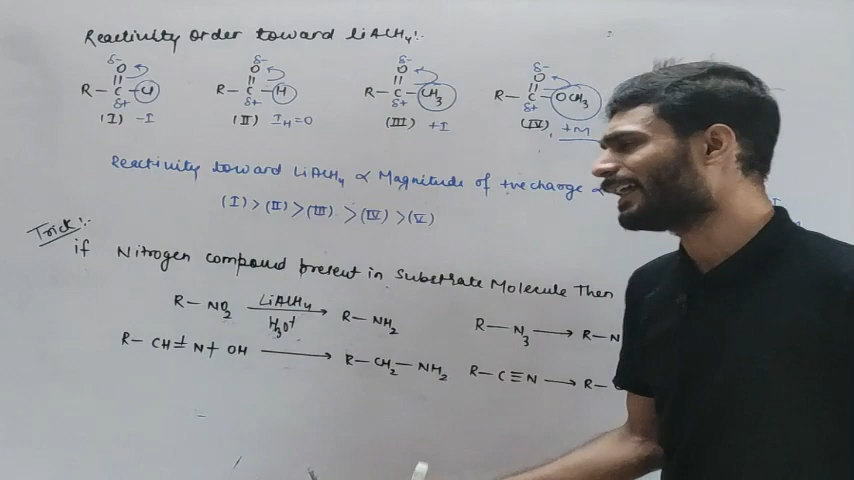 Reactivity order toward LiAlH4:-
δ- δ- δ- δ-
O O O O
R-C-Cl R-C-H R-C-CH3 R-C-OCH3
δ+ δ+ δ+
(I) -I (II) I_H=0 (III) +I (IV) +M
Reactivity toward LiAlH4 ∝ Magnitude of +ve charge ∝
(I) > (II) > (III) > (IV) > (V)
Trick:-
if Nitrogen compound present in Substrate Molecule Then
R-NO2 LiAlH4 H3O+ → R-NH2 R-N3 → R-N
R-CH=N+OH → R-CH2-NH2 R-C≡N → R-